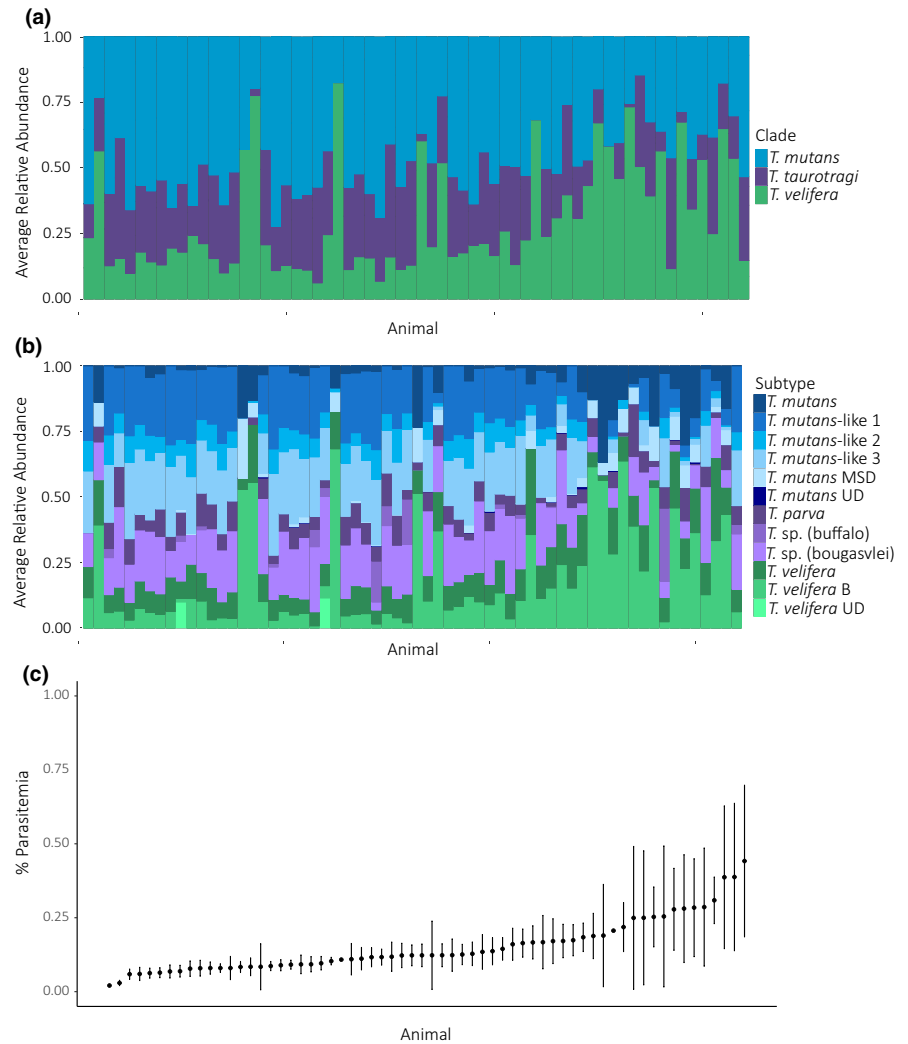 (a)
Average Relative Abundance
1.00
0.75
0.50
0.25
0.00
Animal
Clade
T. mutans
T. taurotragi
T. velifera
(b)
Average Relative Abundance
1.00
0.75
0.50
0.25
0.00
Animal
Subtype
T. mutans
T. mutans-like 1
T. mutans-like 2
T. mutans-like 3
T. mutans MSD
T. mutans UD
T. parva
T. sp. (buffalo)
T. sp. (bougasvlei)
T. velifera
T. velifera B
T. velifera UD
(c)
% Parasitemia
1.00
0.75
0.50
0.25
0.00
Animal